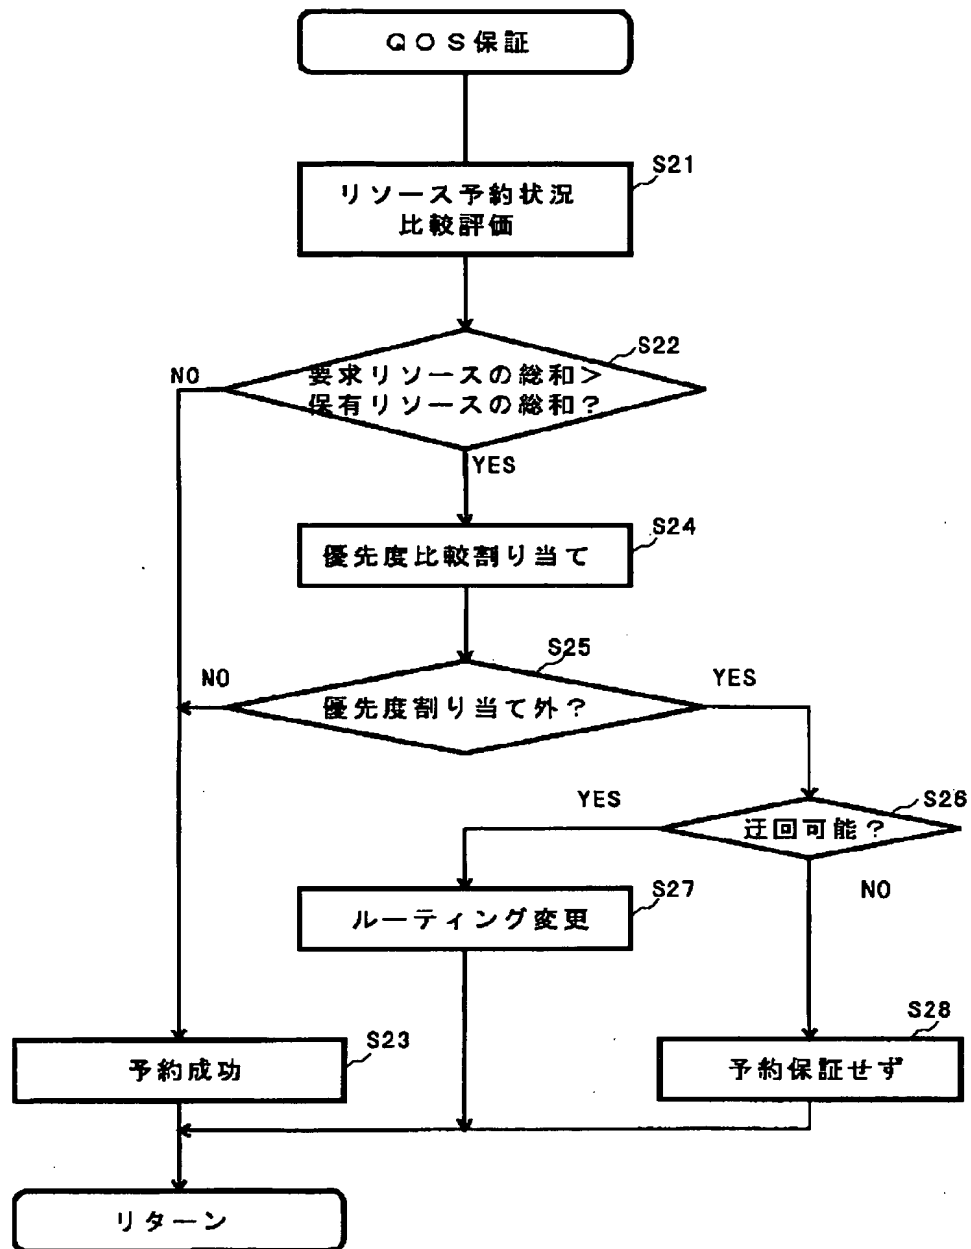 QOS保証
S21
リソース予約状況
比較評価
S22
NO
要求リソースの総和>
保有リソースの総和?
YES
S24
優先度比較割り当て
S25
NO
YES
優先度割り当て外?
YES
S26
迂回可能?
S27
NO
ルーティング変更
S23
S28
予約成功
予約保証せず
リターン